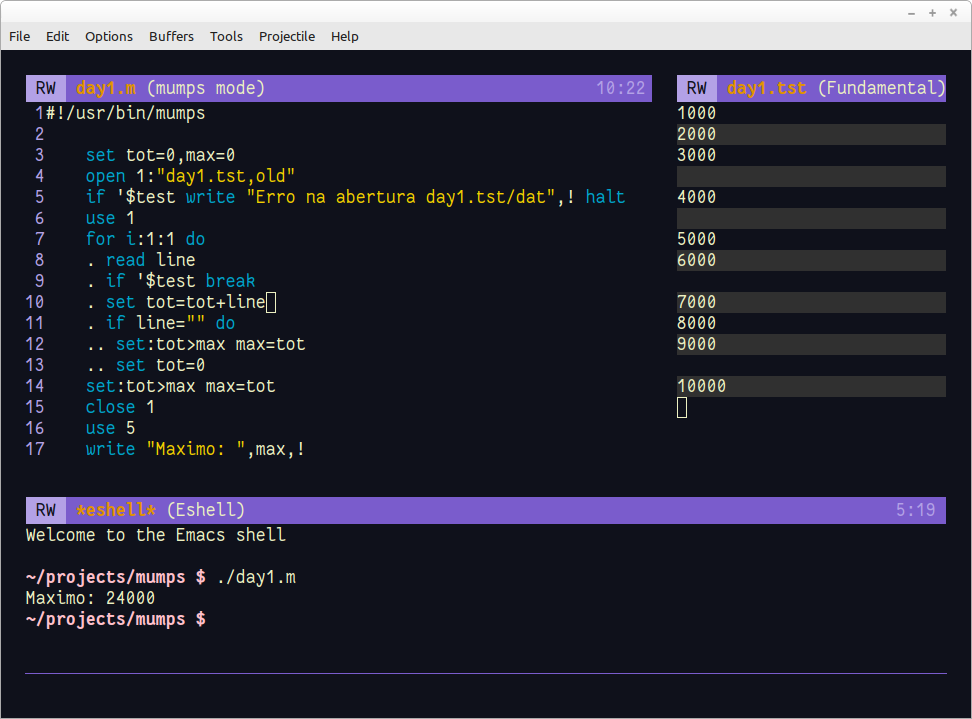 File Edit Options Buffers Tools Projectile Help
RW day1.m (mumps mode) 10:22
1#!/usr/bin/mumps
2
3 set tot=0,max=0
4 open 1:"day1.tst,old"
5 if '$test write "Erro na abertura day1.tst/dat",! halt
6 use 1
7 for i:1:1 do
8 . read line
9 . if '$test break
10 . set tot=tot+line
11 . if line="" do
12 .. set:tot>max max=tot
13 .. set tot=0
14 set:tot>max max=tot
15 close 1
16 use 5
17 write "Maximo: ",max,!
RW day1.tst (Fundamental)
1000
2000
3000
4000
5000
6000
7000
8000
9000
10000
RW *eshell* (Eshell) 5:19
Welcome to the Emacs shell
~/projects/mumps $ ./day1.m
Maximo: 24000
~/projects/mumps $